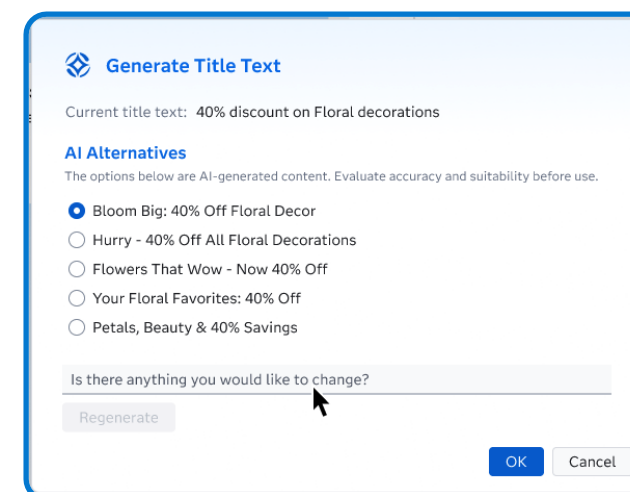 Generate Title Text
Current title text: 40% discount on Floral decorations
AI Alternatives
The options below are AI-generated content. Evaluate accuracy and suitability before use.
Bloom Big: 40% Off Floral Decor
Hurry - 40% Off All Floral Decorations
Flowers That Wow - Now 40% Off
Your Floral Favorites: 40% Off
Petals, Beauty & 40% Savings
Is there anything you would like to change?
Regenerate
OK Cancel